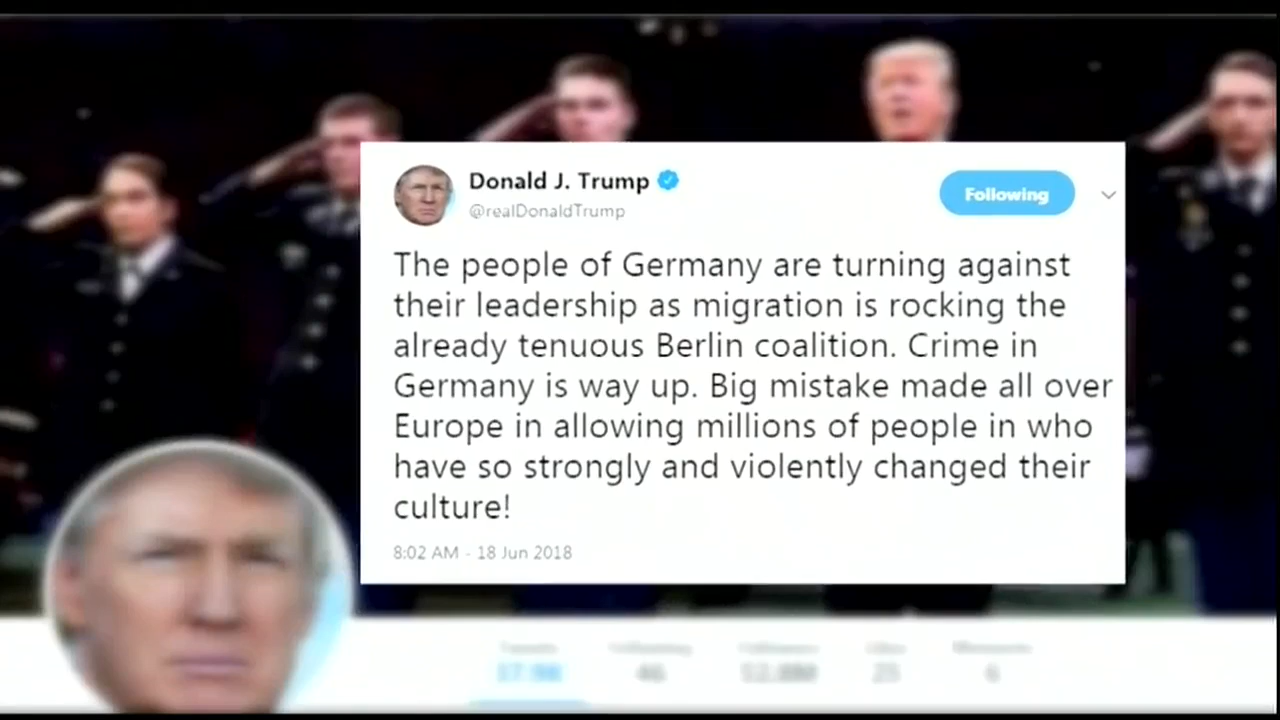 Donald J. Trump
@realDonaldTrump
Following
The people of Germany are turning against
their leadership as migration is rocking the
already tenuous Berlin coalition. Crime in
Germany is way up. Big mistake made all over
Europe in allowing millions of people in who
have so strongly and violently changed their
culture!
8:02 AM - 18 Jun 2018